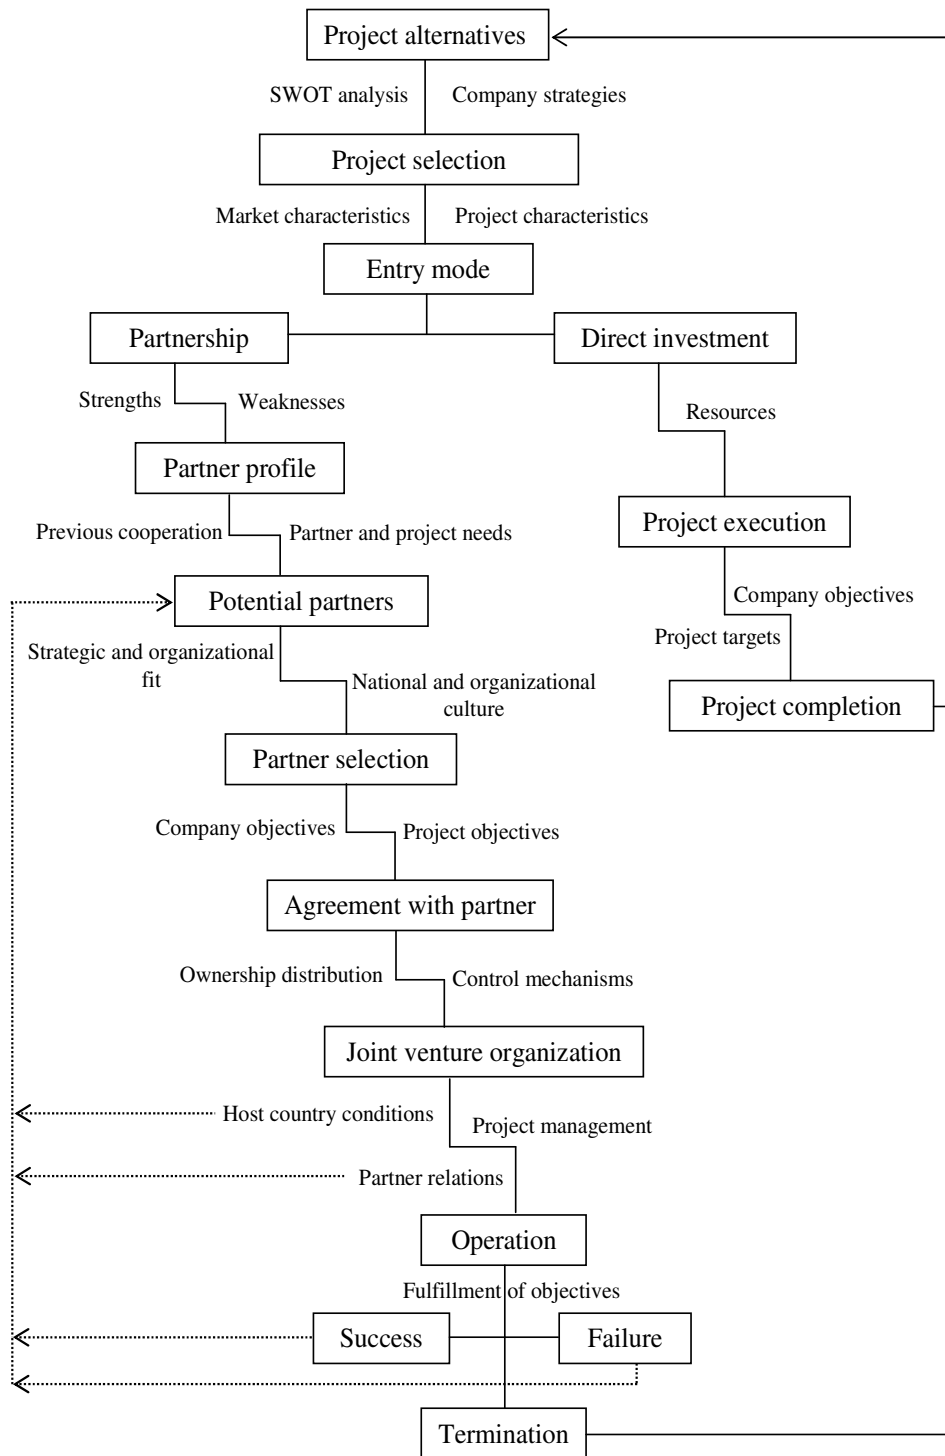 Project alternatives
SWOT analysis
Company strategies
Project selection
Market characteristics
Project characteristics
Entry mode
Partnership
Direct investment
Strengths
Weaknesses
Resources
Partner profile
Project execution
Previous cooperation
Partner and project needs
Potential partners
Company objectives
Project targets
Strategic and organizational
fit
National and organizational
culture
Project completion
Partner selection
Company objectives
Project objectives
Agreement with partner
Ownership distribution
Control mechanisms
Joint venture organization
Host country conditions
Project management
Partner relations
Operation
Fulfillment of objectives
Success
Failure
Termination